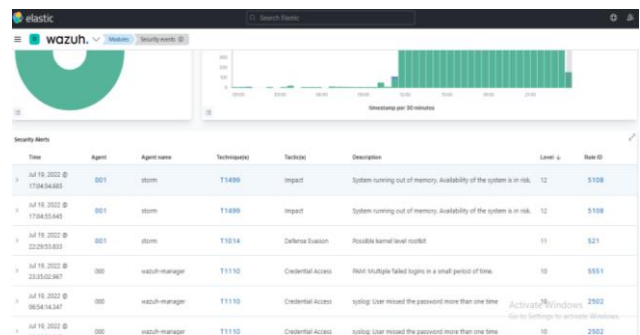 elastic
Search Elastic
wazuh.
Modules
Security events
timestamp per 30 minutes
Security Alerts
Time Agent Agent name Technique(s) Tactic(s) Description Level Rule ID
Jul 19, 2022 @
17:04:54.683 001 storm T1499 Impact System running out of memory. Availability of the system is in risk. 12 5108
Jul 19, 2022 @
17:04:55.645 001 storm T1499 Impact System running out of memory. Availability of the system is in risk. 12 5108
Jul 19, 2022 @
22:29:53.833 001 storm T1014 Defense Evasion Possible kernel level rootkit 11 521
Jul 19, 2022 @
23:35:02.967 000 wazuh-manager T1110 Credential Access PAM: Multiple failed logins in a small period of time. 10 5551
Jul 19, 2022 @
06:54:14.347 000 wazuh-manager T1110 Credential Access syslog: User missed the password more than one time 10 2502
Jul 19, 2022 @
000 wazuh-manager T1110 Credential Access syslog: User missed the password more than one time 10 2502
Activate Windows
Go to Settings to activate Windows.